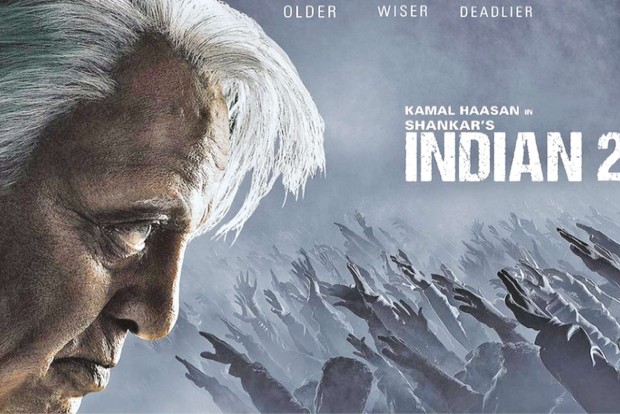 OLDER WISER DEADLIER
KAMAL HAASAN IN
SHANKAR'S
INDIAN 2